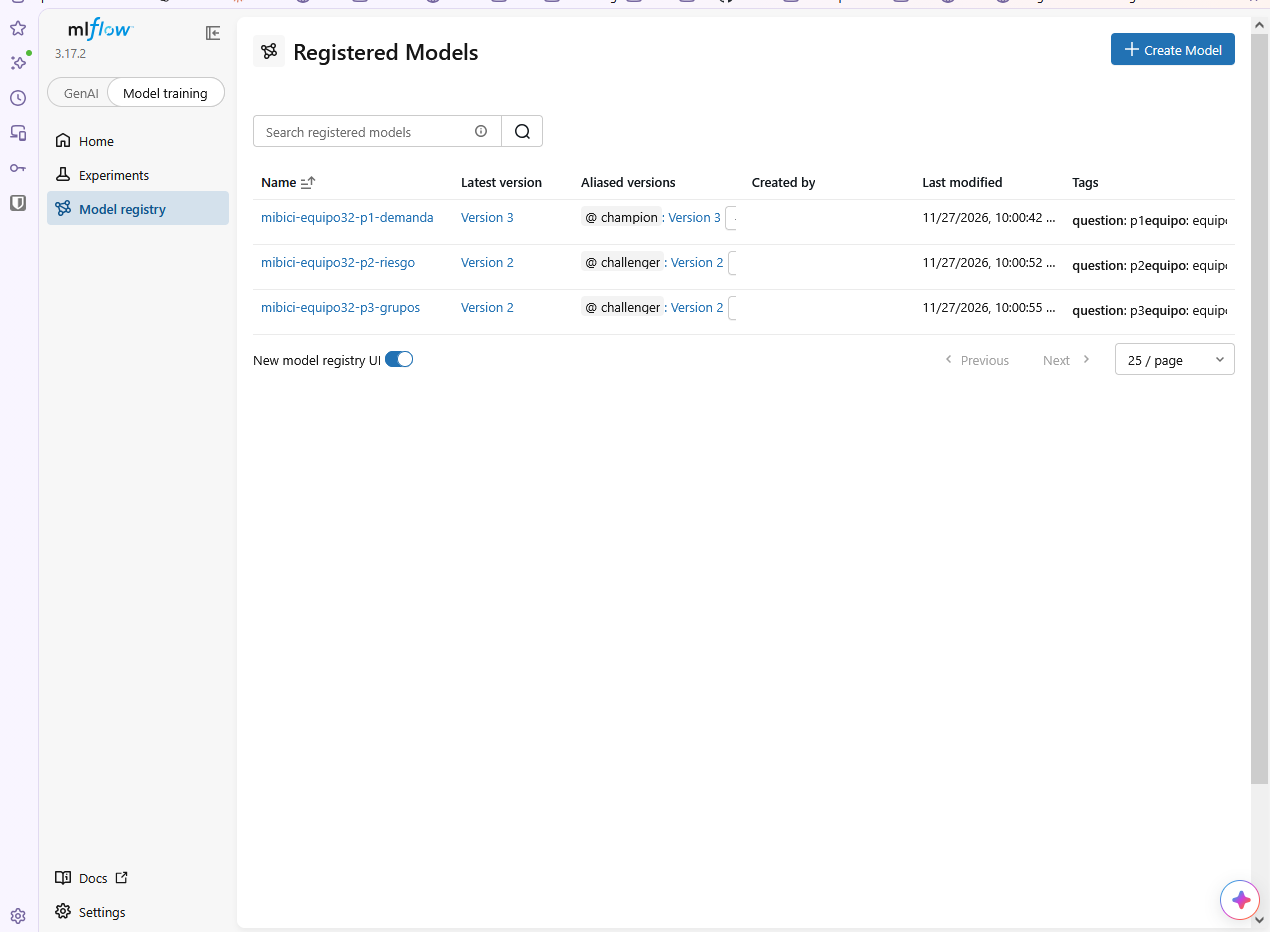 mlflow
3.17.2
GenAI Model training
Home
Experiments
Model registry
Docs
Settings
Registered Models
Create Model
Search registered models
Name Latest version Aliased versions Created by Last modified Tags
mibici-equipo32-p1-demanda Version 3 @ champion : Version 3 11/27/2026, 10:00:42 ... question: p1equipo: equip
mibici-equipo32-p2-riesgo Version 2 @ challenger : Version 2 11/27/2026, 10:00:52 ... question: p2equipo: equip
mibici-equipo32-p3-grupos Version 2 @ challenger : Version 2 11/27/2026, 10:00:55 ... question: p3equipo: equip
New model registry UI Previous Next 25 / page